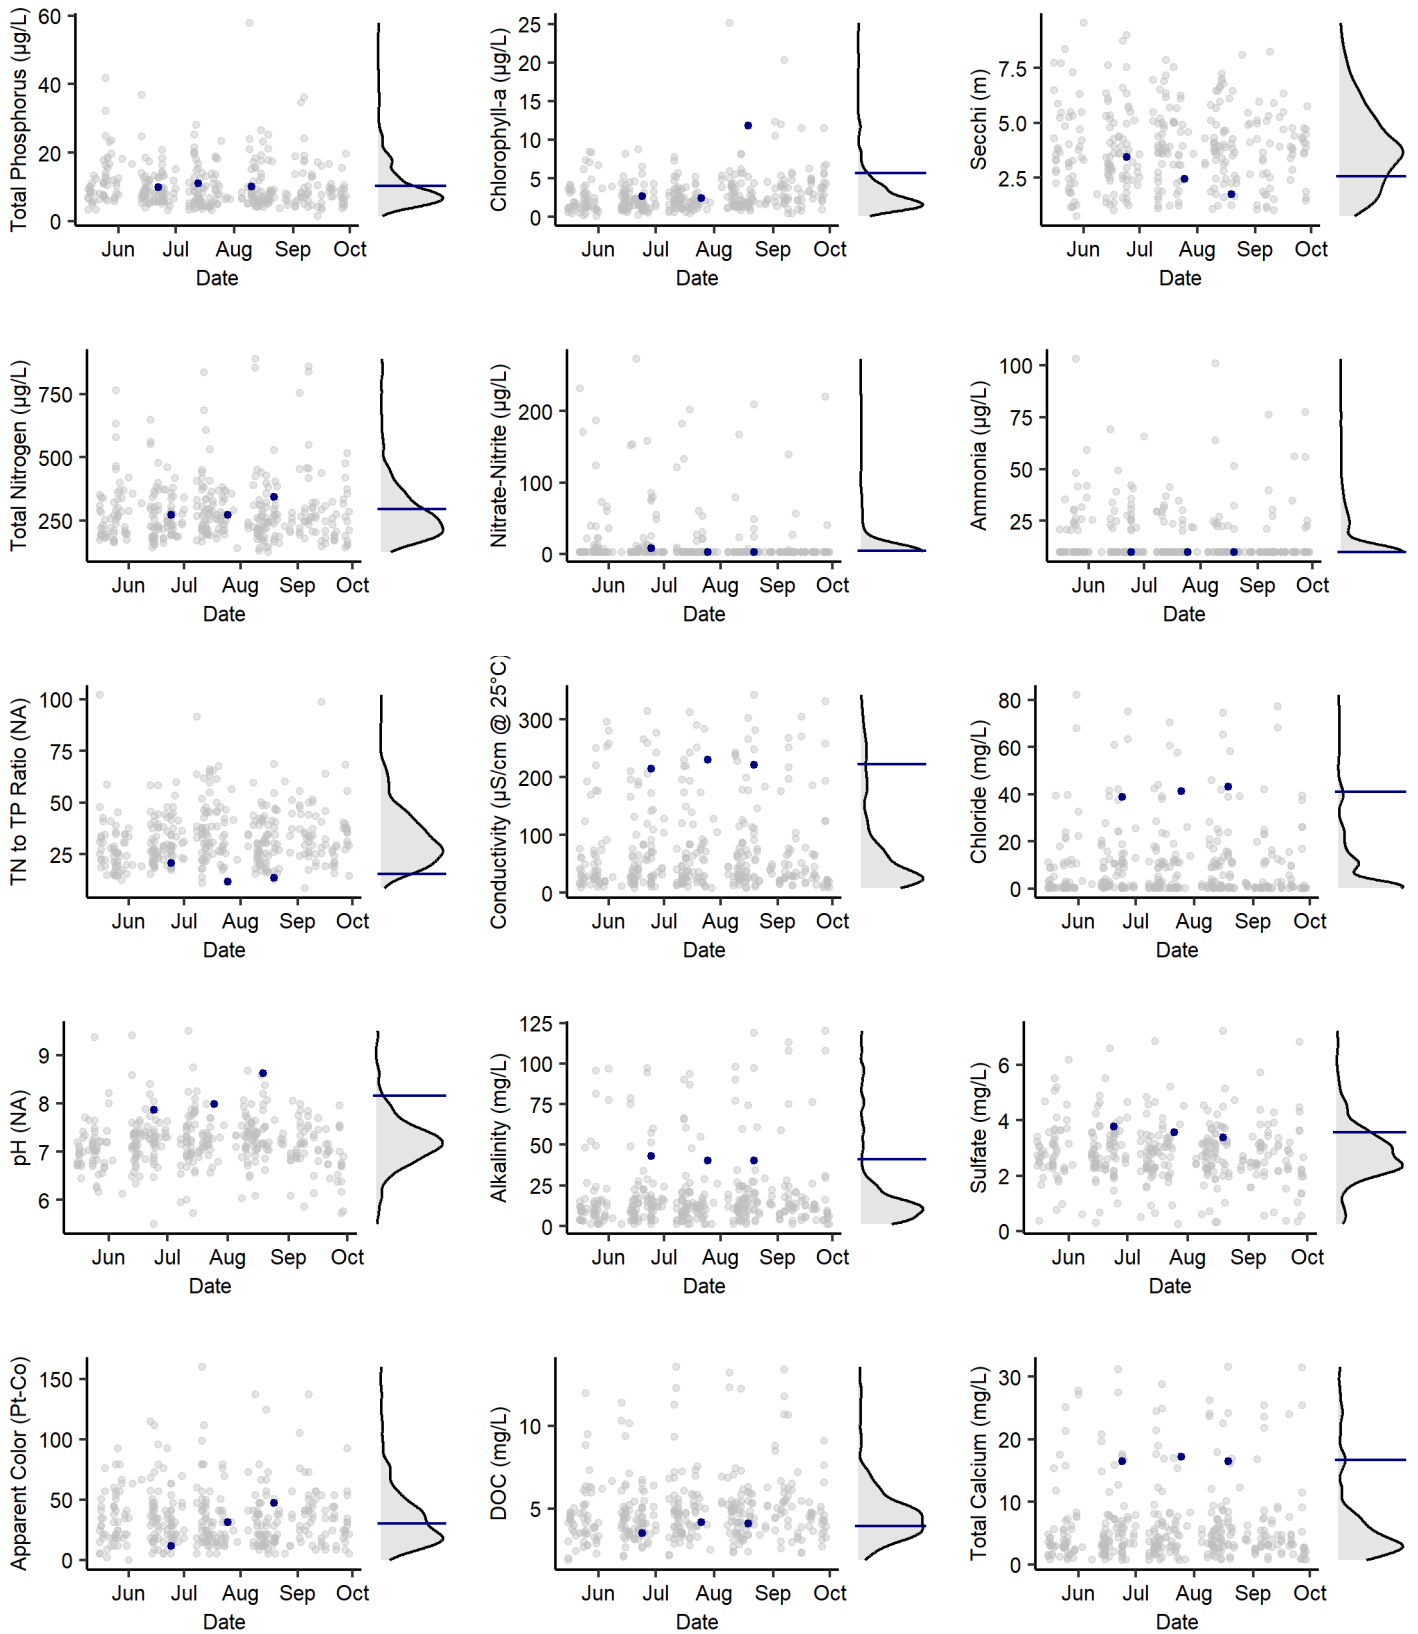 Total Phosphorus (µg/L)
60
40
20
0
Jun Jul Aug Sep Oct
Date
Chlorophyll-a (µg/L)
25
20
15
10
5
0
Jun Jul Aug Sep Oct
Date
Secchi (m)
7.5
5.0
2.5
Jun Jul Aug Sep Oct
Date
Total Nitrogen (µg/L)
750
500
250
Jun Jul Aug Sep Oct
Date
Nitrate-Nitrite (µg/L)
200
100
0
Jun Jul Aug Sep Oct
Date
Ammonia (µg/L)
100
75
50
25
Jun Jul Aug Sep Oct
Date
TN to TP Ratio (NA)
100
75
50
25
Jun Jul Aug Sep Oct
Date
Conductivity (µS/cm @ 25°C)
300
200
100
0
Jun Jul Aug Sep Oct
Date
Chloride (mg/L)
80
60
40
20
0
Jun Jul Aug Sep Oct
Date
pH (NA)
9
8
7
6
Jun Jul Aug Sep Oct
Date
Alkalinity (mg/L)
125
100
75
50
25
0
Jun Jul Aug Sep Oct
Date
Sulfate (mg/L)
6
4
2
0
Jun Jul Aug Sep Oct
Date
Apparent Color (Pt-Co)
150
100
50
0
Jun Jul Aug Sep Oct
Date
DOC (mg/L)
10
5
Jun Jul Aug Sep Oct
Date
Total Calcium (mg/L)
30
20
10
0
Jun Jul Aug Sep Oct
Date